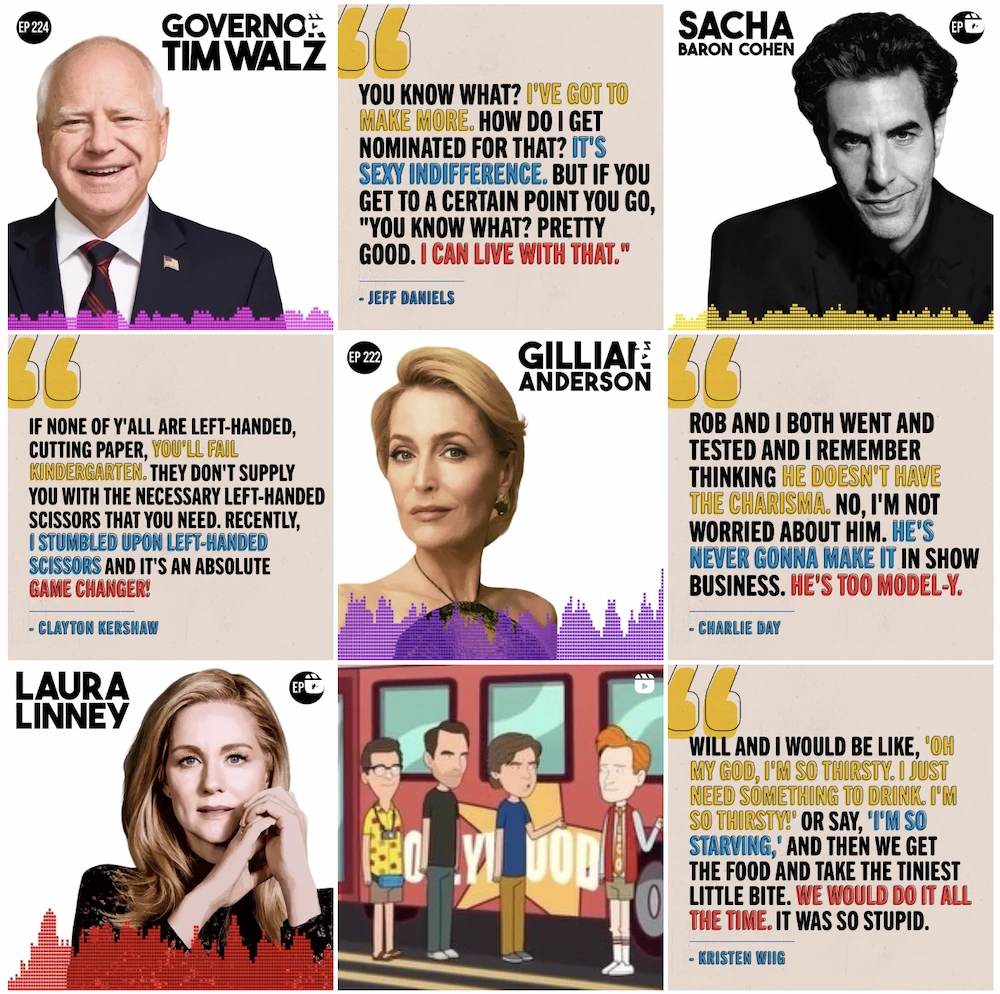 EP 224
GOVERNOR
TIM WALZ
YOU KNOW WHAT? I'VE GOT TO
MAKE MORE. HOW DO I GET
NOMINATED FOR THAT? IT'S
SEXY INDIFFERENCE. BUT IF YOU
GET TO A CERTAIN POINT YOU GO,
"YOU KNOW WHAT? PRETTY
GOOD. I CAN LIVE WITH THAT."
- JEFF DANIELS
SACHA
BARON COHEN
EP
IF NONE OF Y'ALL ARE LEFT-HANDED,
CUTTING PAPER, YOU'LL FAIL
KINDERGARTEN. THEY DON'T SUPPLY
YOU WITH THE NECESSARY LEFT-HANDED
SCISSORS THAT YOU NEED. RECENTLY,
I STUMBLED UPON LEFT-HANDED
SCISSORS AND IT'S AN ABSOLUTE
GAME CHANGER!
- CLAYTON KERSHAW
EP 222
GILLIAN
ANDERSON
ROB AND I BOTH WENT AND
TESTED AND I REMEMBER
THINKING HE DOESN'T HAVE
THE CHARISMA. NO, I'M NOT
WORRIED ABOUT HIM. HE'S
NEVER GONNA MAKE IT IN SHOW
BUSINESS. HE'S TOO MODEL-Y.
- CHARLIE DAY
LAURA
LINNEY
EP
WILL AND I WOULD BE LIKE, 'OH
MY GOD, I'M SO THIRSTY. I JUST
NEED SOMETHING TO DRINK. I'M
SO THIRSTY!' OR SAY, 'I'M SO
STARVING,' AND THEN WE GET
THE FOOD AND TAKE THE TINIEST
LITTLE BITE. WE WOULD DO IT ALL
THE TIME. IT WAS SO STUPID.
- KRISTEN WIIG